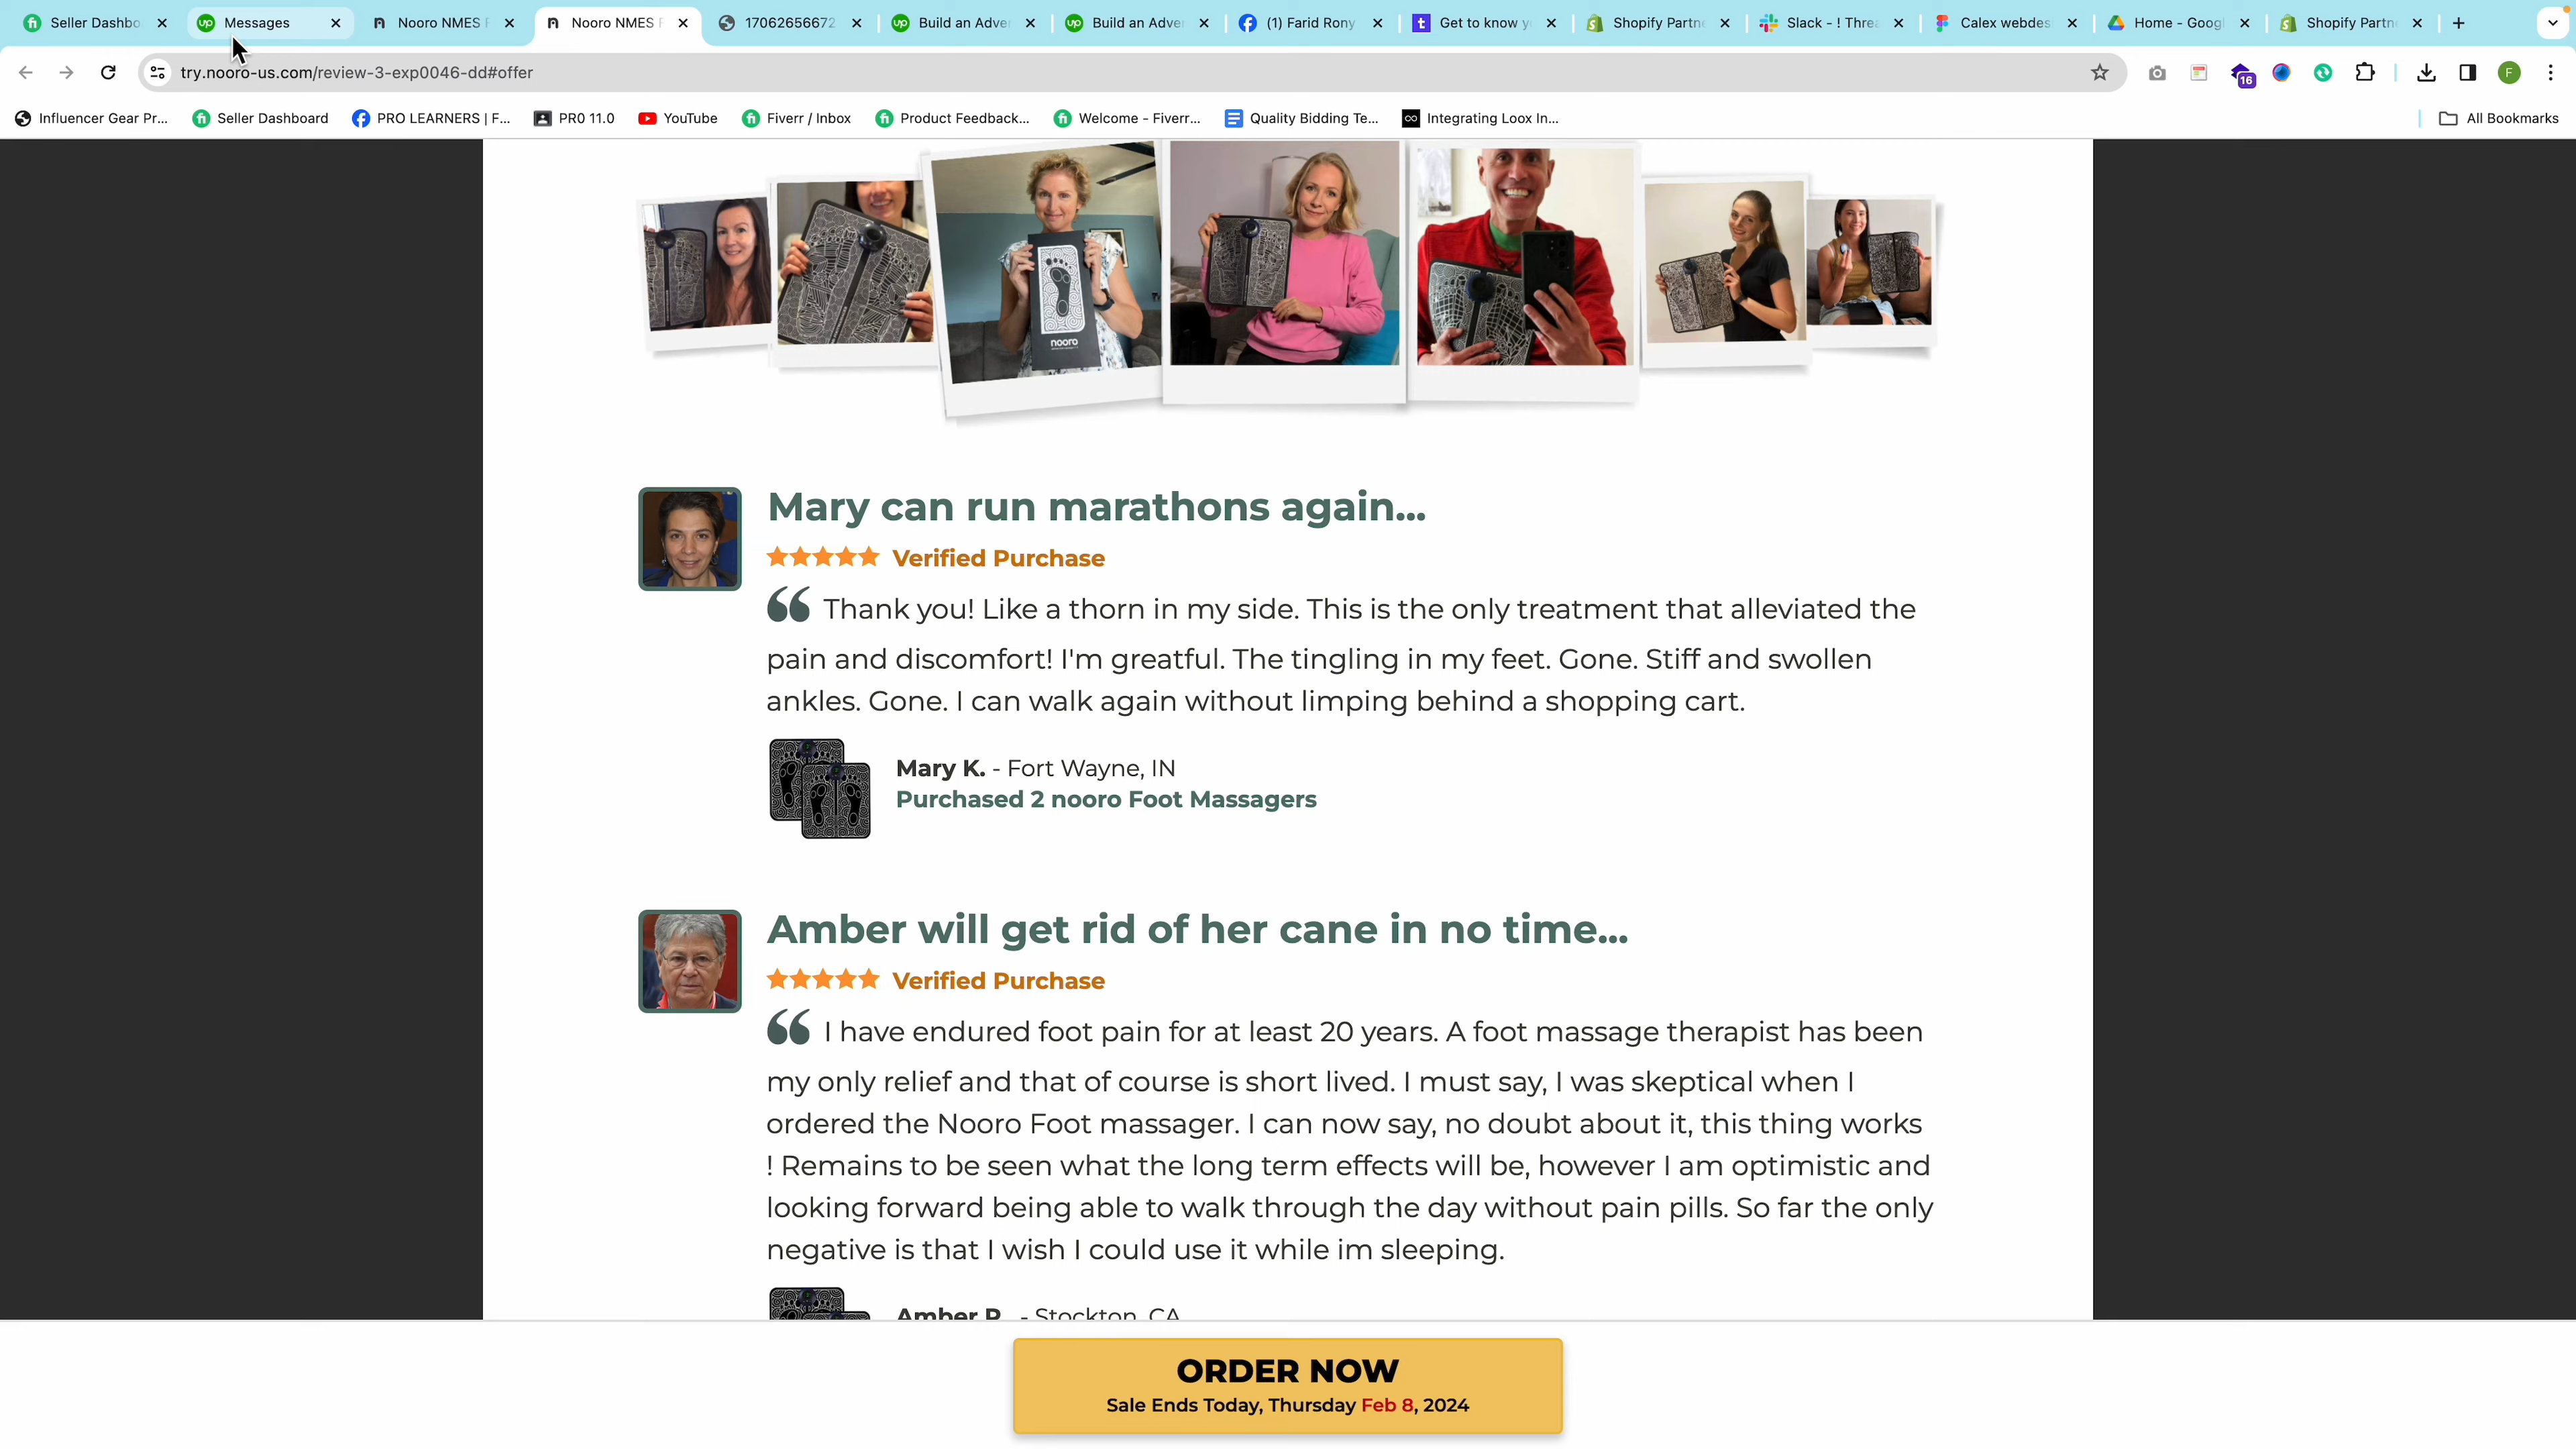 Seller Dashbo
Messages
Nooro NMES F
Nooro NMES F
17062656672
Build an Adve
Build an Adve
(1) Farid Rony
Get to know y
Shopify Partn
Slack - ! Threa
Calex webdes
Home - Googl
Shopify Partn
try.nooro-us.com/review-3-exp0046-dd#offer
16
F
Influencer Gear Pr...
Seller Dashboard
PRO LEARNERS | F...
PR0 11.0
YouTube
Fiverr / Inbox
Product Feedback...
Welcome - Fiverr...
Quality Bidding Te...
Integrating Loox In...
All Bookmarks
nooro
Mary can run marathons again...
Verified Purchase
“ Thank you! Like a thorn in my side. This is the only treatment that alleviated the
pain and discomfort! I'm greatful. The tingling in my feet. Gone. Stiff and swollen
ankles. Gone. I can walk again without limping behind a shopping cart.
Mary K. - Fort Wayne, IN
Purchased 2 nooro Foot Massagers
Amber will get rid of her cane in no time...
Verified Purchase
“ I have endured foot pain for at least 20 years. A foot massage therapist has been
my only relief and that of course is short lived. I must say, I was skeptical when I
ordered the Nooro Foot massager. I can now say, no doubt about it, this thing works
! Remains to be seen what the long term effects will be, however I am optimistic and
looking forward being able to walk through the day without pain pills. So far the only
negative is that I wish I could use it while im sleeping.
Amber P. - Stockton, CA
ORDER NOW
Sale Ends Today, Thursday Feb 8, 2024